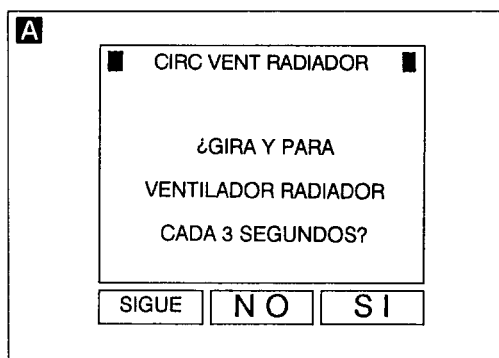 A
CIRC VENT RADIADOR
¿GIRA Y PARA
VENTILADOR RADIADOR
CADA 3 SEGUNDOS?
SIGUE NO SI